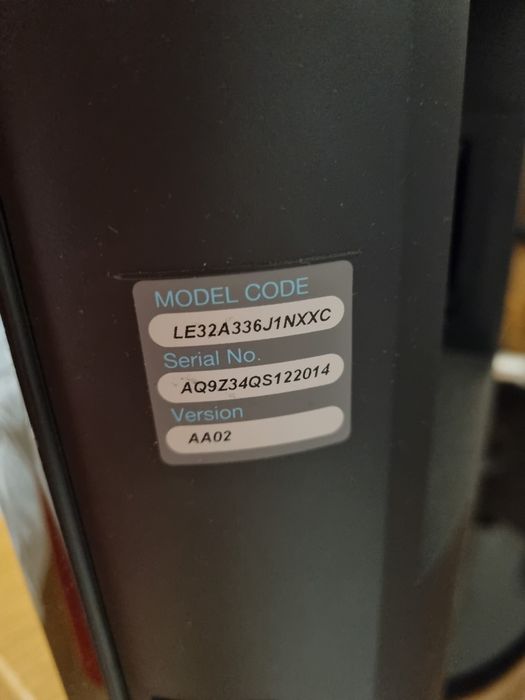 MODEL CODE
LE32A336J1NXXC
Serial No.
AQ9Z34QS122014
Version
AA02